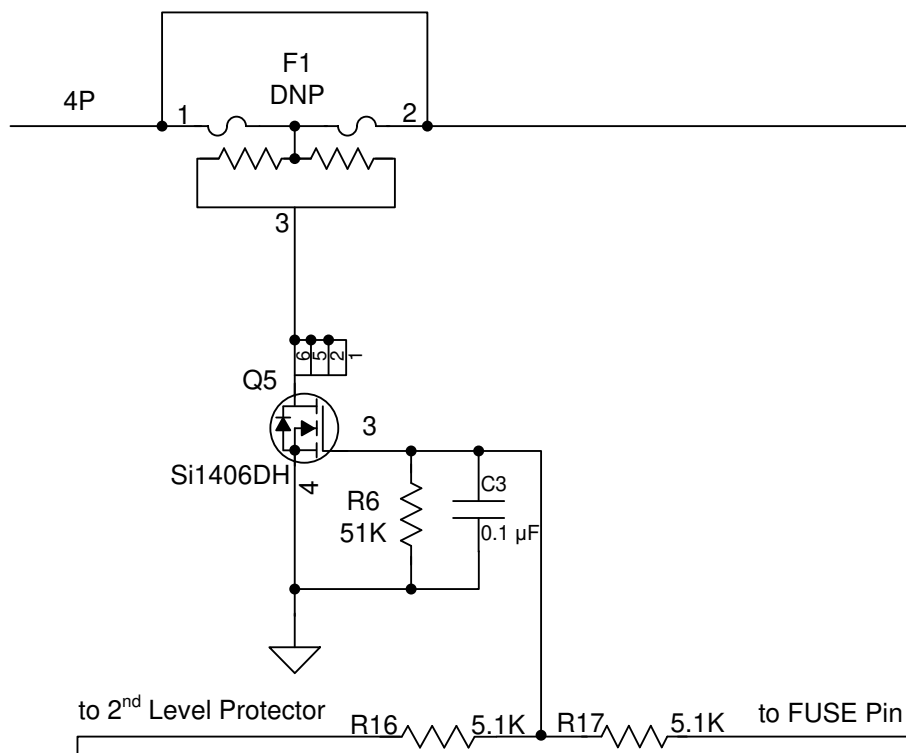 F1
DNP
4P
1
2
3
6
5
2
1
Q5
3
Si1406DH
4
R6
51K
C3
0.1 µF
to 2nd Level Protector
R16
5.1K
R17
5.1K
to FUSE Pin